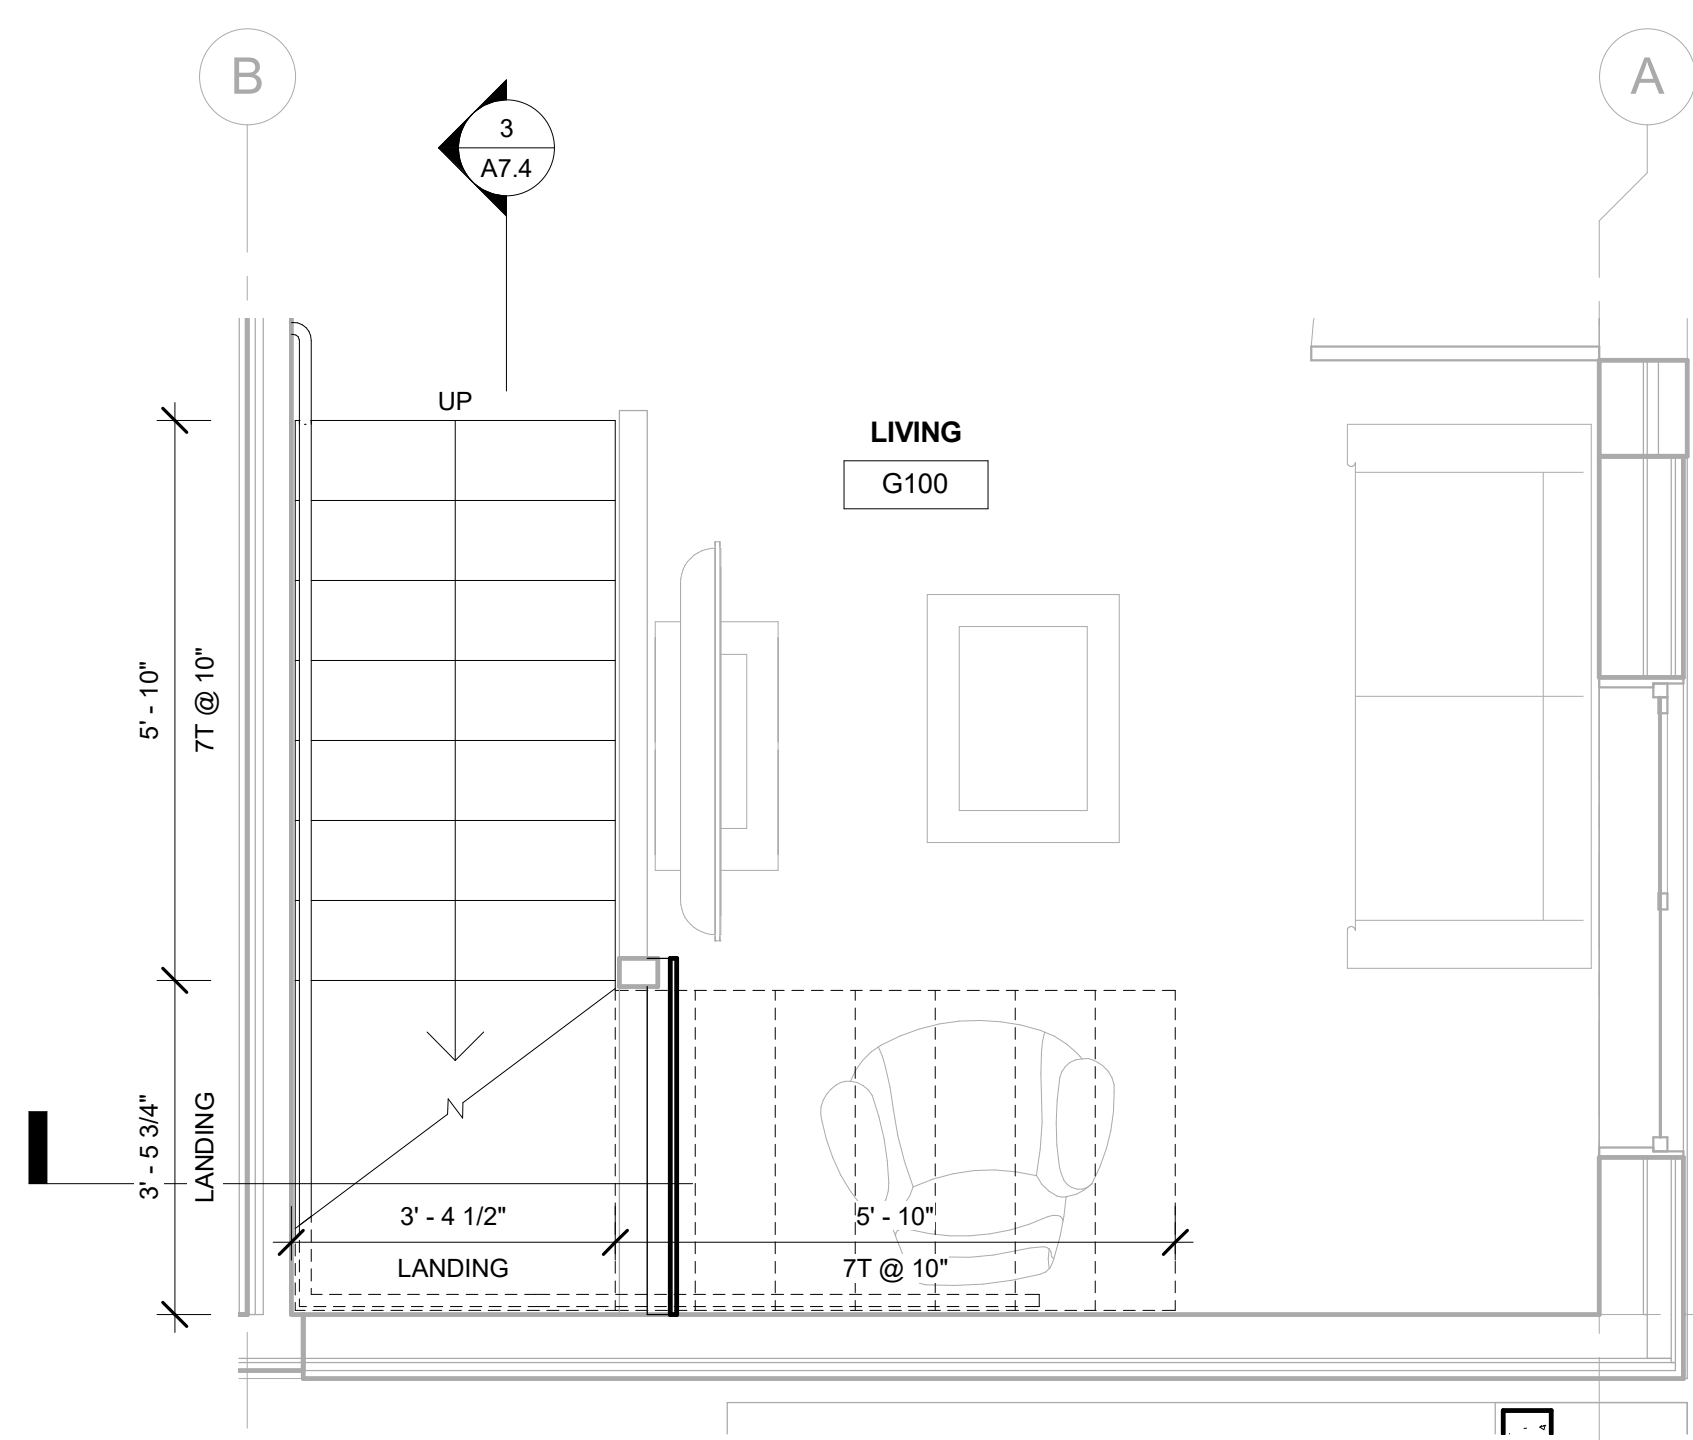 B
A
3
A7.4
UP
LIVING
G100
5' - 10"
7T @ 10"
3' - 5 3/4"
LANDING
3' - 4 1/2"
LANDING
5' - 10"
7T @ 10"